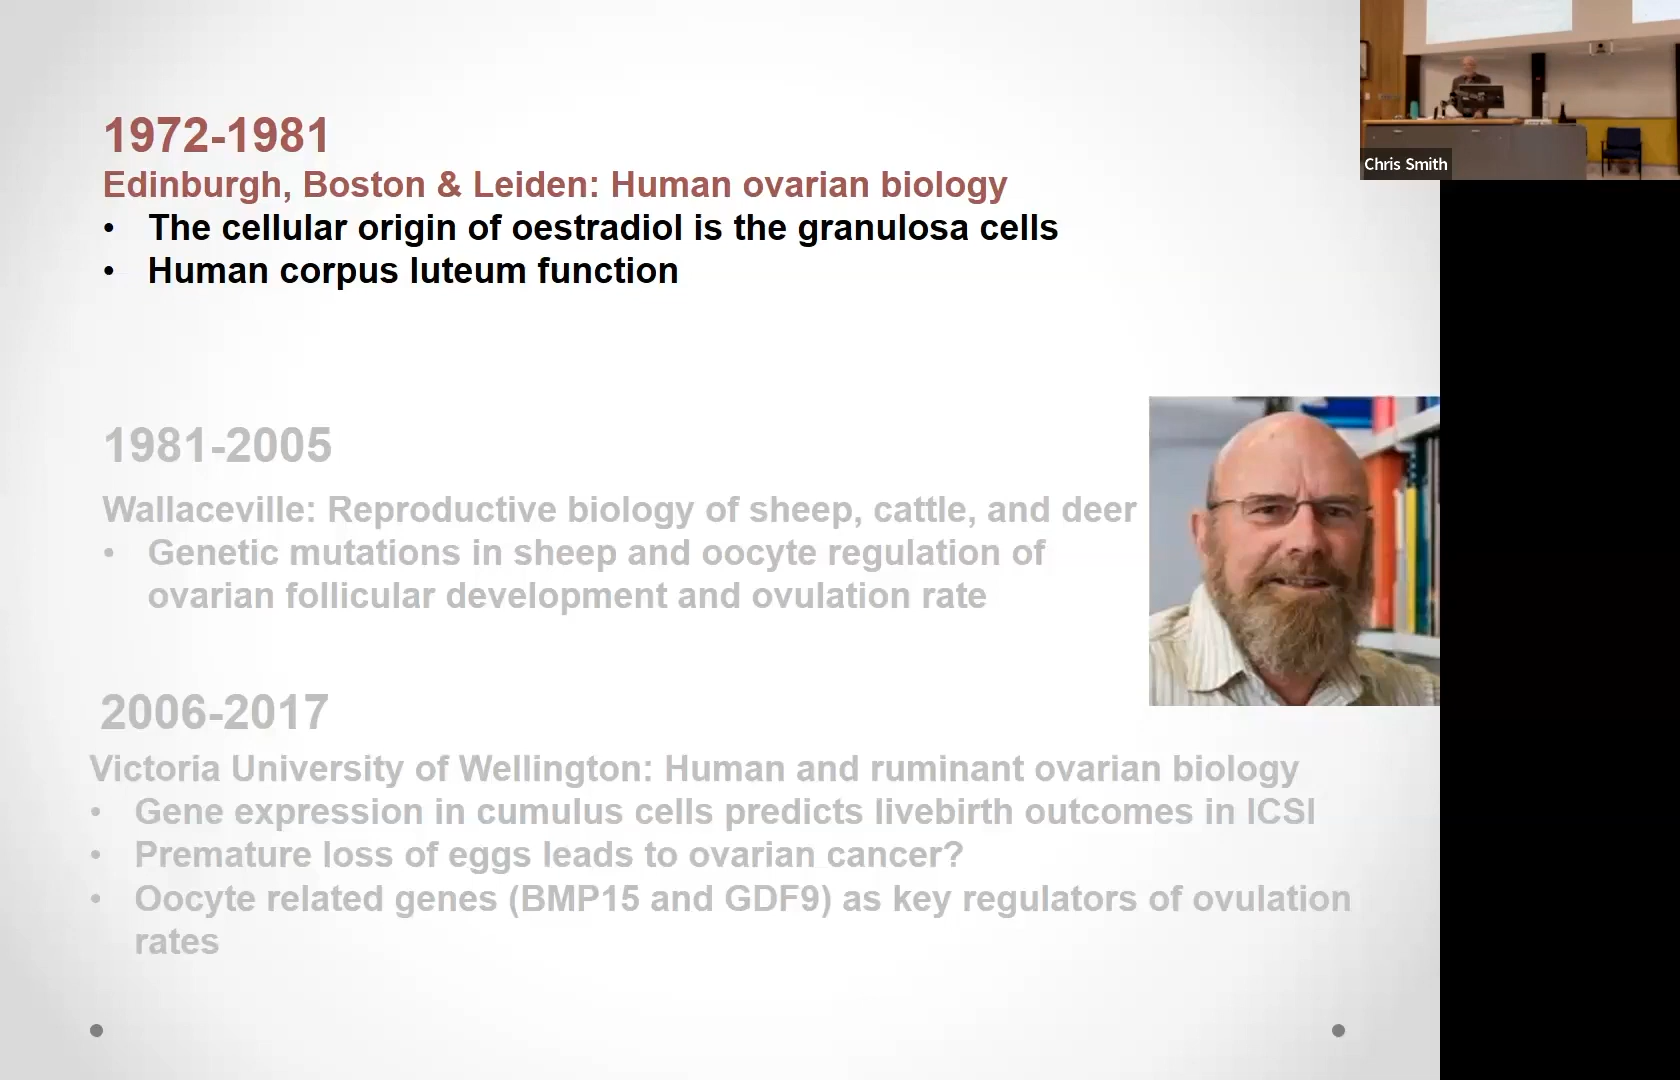 1972-1981
Edinburgh, Boston & Leiden: Human ovarian biology
• The cellular origin of oestradiol is the granulosa cells
• Human corpus luteum function
1981-2005
Wallaceville: Reproductive biology of sheep, cattle, and deer
• Genetic mutations in sheep and oocyte regulation of
ovarian follicular development and ovulation rate
2006-2017
Victoria University of Wellington: Human and ruminant ovarian biology
• Gene expression in cumulus cells predicts livebirth outcomes in ICSI
• Premature loss of eggs leads to ovarian cancer?
• Oocyte related genes (BMP15 and GDF9) as key regulators of ovulation
rates
Chris Smith